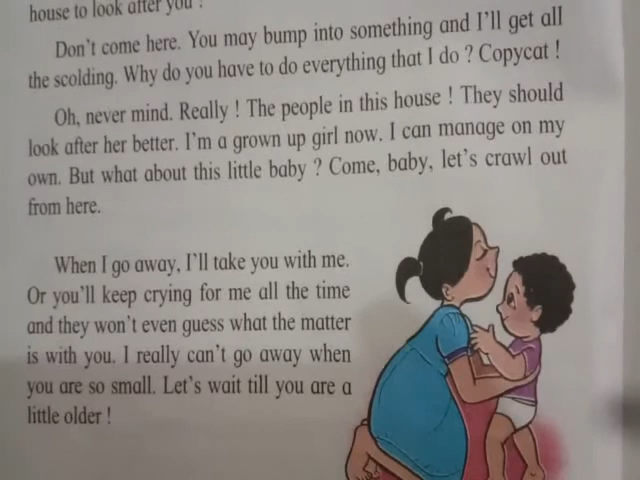 house to look after you !
Don't come here. You may bump into something and I'll get all
the scolding. Why do you have to do everything that I do ? Copycat !
Oh, never mind. Really ! The people in this house ! They should
look after her better. I'm a grown up girl now. I can manage on my
own. But what about this little baby ? Come, baby, let's crawl out
from here.
When I go away, I'll take you with me.
Or you'll keep crying for me all the time
and they won't even guess what the matter
is with you. I really can't go away when
you are so small. Let's wait till you are a
little older !